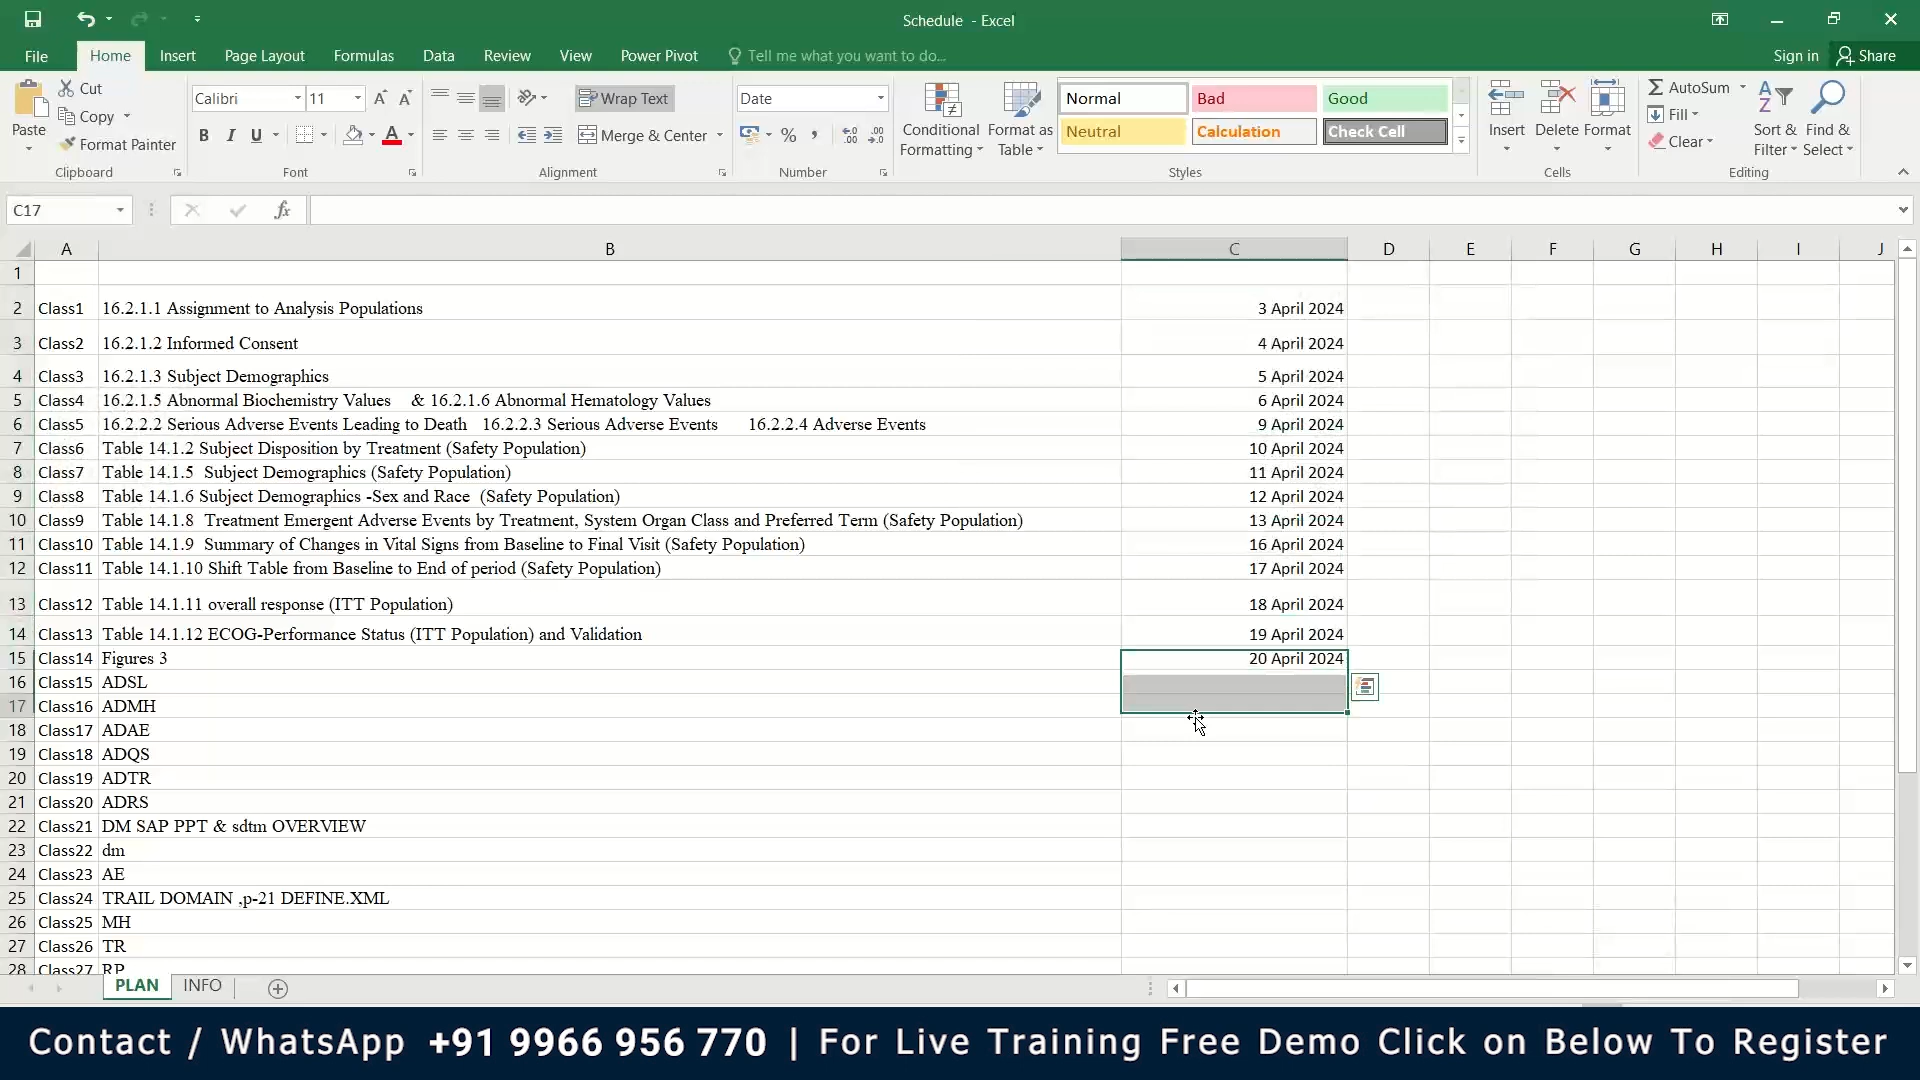 Schedule - Excel
File Home Insert Page Layout Formulas Data Review View Power Pivot Tell me what you want to do... Sign in Share
Cut
Copy
Format Painter
Paste
Clipboard
Calibri 11 A A
B I U A
Font
Wrap Text
Merge & Center
Alignment
Date
% ,
Number
Conditional Formatting
Format as Table
Normal Bad Good
Neutral Calculation Check Cell
Styles
Insert Delete Format
Cells
AutoSum
Fill
Clear
Sort & Filter
Find & Select
Editing
C17 fx
A B C D E F G H I J
1
2 Class1 16.2.1.1 Assignment to Analysis Populations 3 April 2024
3 Class2 16.2.1.2 Informed Consent 4 April 2024
4 Class3 16.2.1.3 Subject Demographics 5 April 2024
5 Class4 16.2.1.5 Abnormal Biochemistry Values & 16.2.1.6 Abnormal Hematology Values 6 April 2024
6 Class5 16.2.2.2 Serious Adverse Events Leading to Death 16.2.2.3 Serious Adverse Events 16.2.2.4 Adverse Events 9 April 2024
7 Class6 Table 14.1.2 Subject Disposition by Treatment (Safety Population) 10 April 2024
8 Class7 Table 14.1.5 Subject Demographics (Safety Population) 11 April 2024
9 Class8 Table 14.1.6 Subject Demographics -Sex and Race (Safety Population) 12 April 2024
10 Class9 Table 14.1.8 Treatment Emergent Adverse Events by Treatment, System Organ Class and Preferred Term (Safety Population) 13 April 2024
11 Class10 Table 14.1.9 Summary of Changes in Vital Signs from Baseline to Final Visit (Safety Population) 16 April 2024
12 Class11 Table 14.1.10 Shift Table from Baseline to End of period (Safety Population) 17 April 2024
13 Class12 Table 14.1.11 overall response (ITT Population) 18 April 2024
14 Class13 Table 14.1.12 ECOG-Performance Status (ITT Population) and Validation 19 April 2024
15 Class14 Figures 3 20 April 2024
16 Class15 ADSL
17 Class16 ADMH
18 Class17 ADAE
19 Class18 ADQS
20 Class19 ADTR
21 Class20 ADRS
22 Class21 DM SAP PPT & sdtm OVERVIEW
23 Class22 dm
24 Class23 AE
25 Class24 TRAIL DOMAIN ,p-21 DEFINE.XML
26 Class25 MH
27 Class26 TR
28 Class27 RP
PLAN INFO
Contact / WhatsApp +91 9966 956 770 | For Live Training Free Demo Click on Below To Register